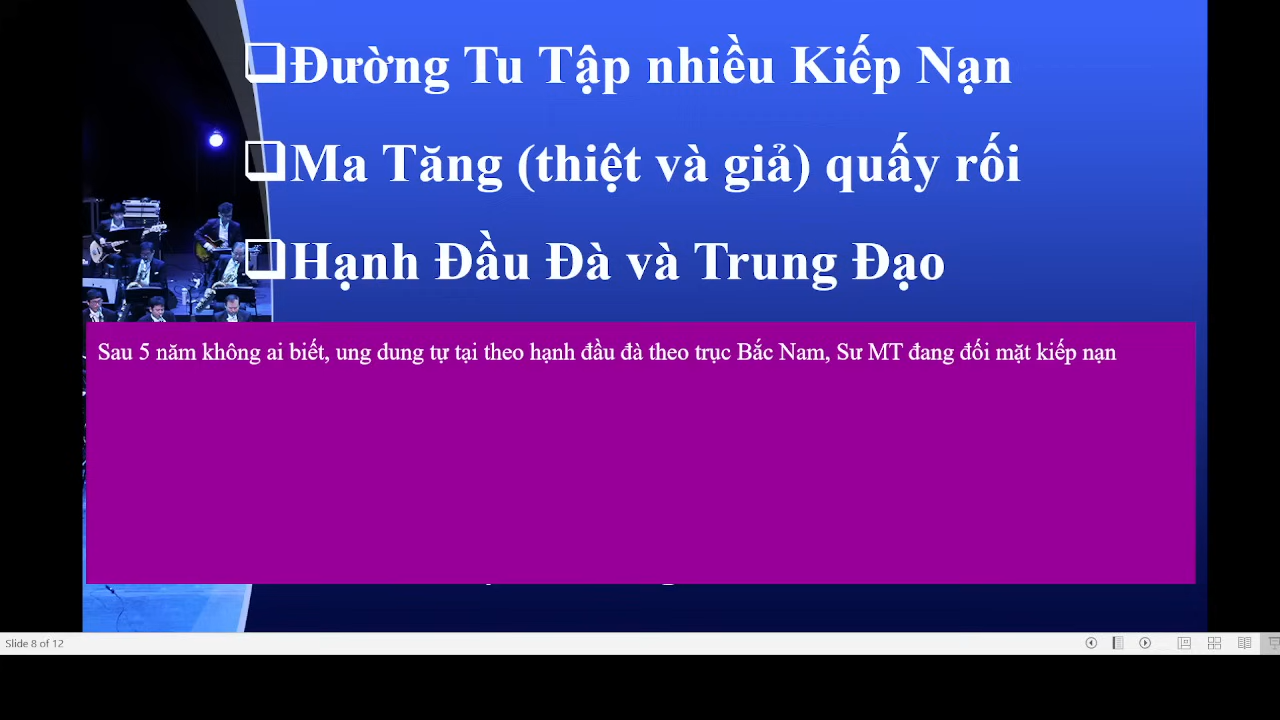 Đường Tu Tập nhiều Kiếp Nạn
Ma Tăng (thiệt và giả) quấy rối
Hạnh Đầu Đà và Trung Đạo
Sau 5 năm không ai biết, ung dung tự tại theo hạnh đầu đà theo trục Bắc Nam, Sư MT đang đối mặt kiếp nạn
Slide 8 of 12